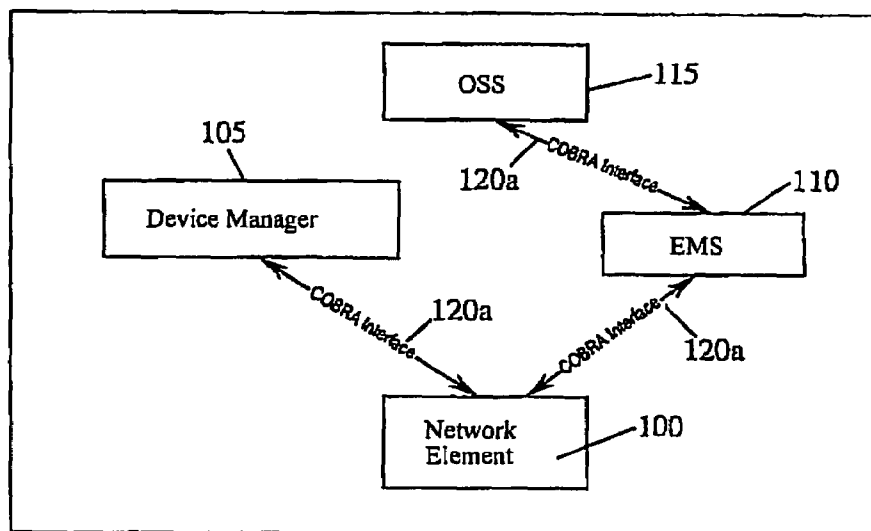 OSS
115
COBRA Interface
120a
105
Device Manager
110
EMS
COBRA Interface
120a
COBRA Interface
120a
Network
Element
100